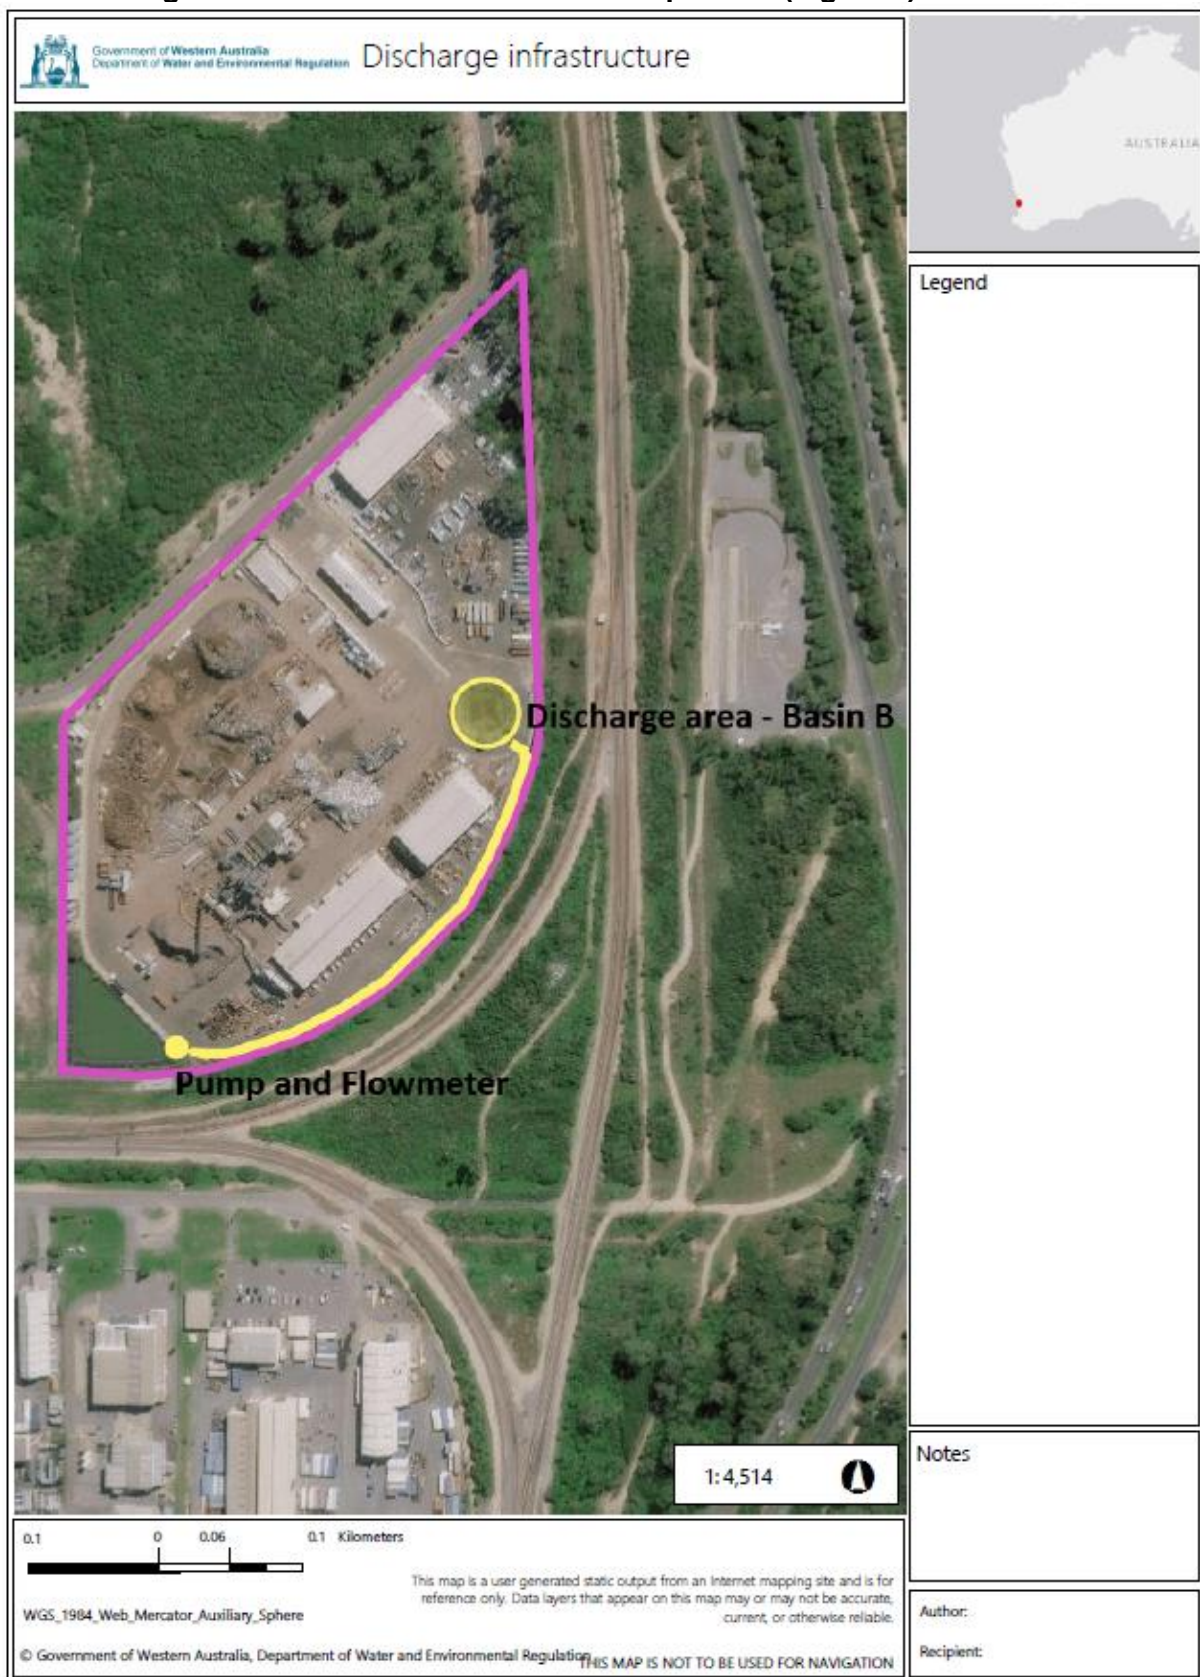 Government of Western Australia
Department of Water and Environmental Regulation
Discharge infrastructure
AUSTRALIA
Legend
Discharge area - Basin B
Pump and Flowmeter
1:4,514
Notes
0.1 0 0.06 0.1 Kilometers
This map is a user generated static output from an Internet mapping site and is for
reference only. Data layers that appear on this map may or may not be accurate,
current, or otherwise reliable.
WGS_1984_Web_Mercator_Auxiliary_Sphere
Author:
© Government of Western Australia, Department of Water and Environmental Regulation
THIS MAP IS NOT TO BE USED FOR NAVIGATION
Recipient: